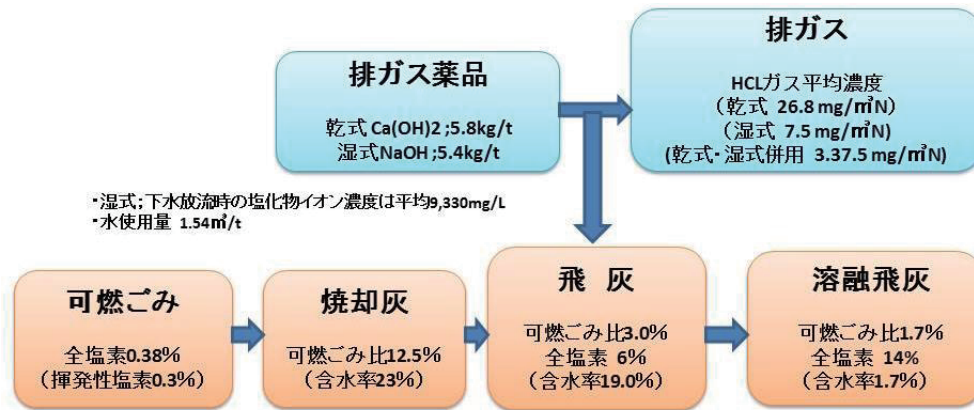 排ガス薬品
乾式 Ca(OH)2 ;5.8kg/t
湿式NaOH ;5.4kg/t
排ガス
HCLガス平均濃度
(乾式 26.8 mg/㎥N)
(湿式 7.5 mg/㎥N)
(乾式・湿式併用 3.37.5 mg/㎥N)
・湿式;下水放流時の塩化物イオン濃度は平均9,330mg/L
・水使用量 1.54㎥/t
可燃ごみ
全塩素0.38%
(揮発性塩素0.3%)
焼却灰
可燃ごみ比12.5%
(含水率23%)
飛 灰
可燃ごみ比3.0%
全塩素 6%
(含水率19.0%)
溶融飛灰
可燃ごみ比1.7%
全塩素 14%
(含水率1.7%)